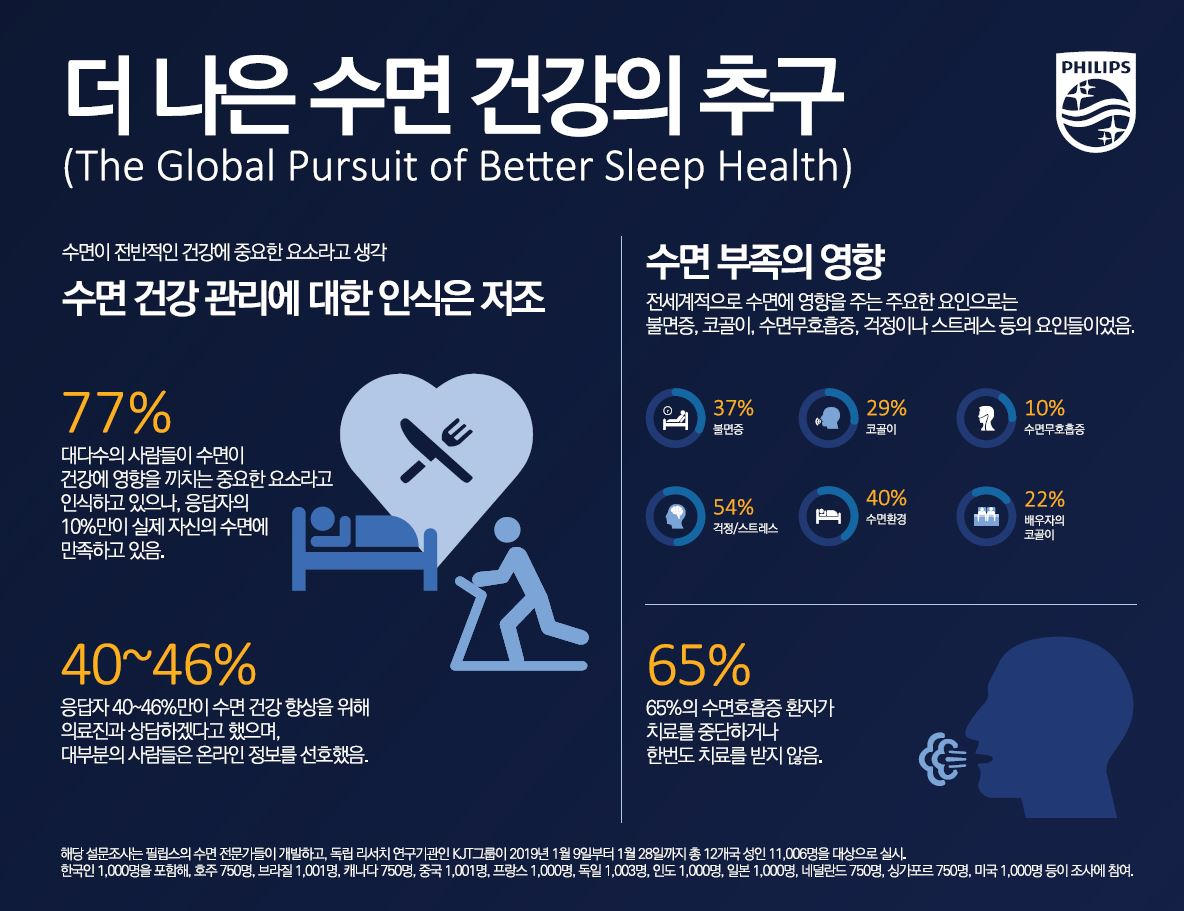 더 나은 수면 건강의 추구
PHILIPS
(The Global Pursuit of Better Sleep Health)
수면이 전반적인 건강에 중요한 요소라고 생각
수면 건강 관리에 대한 인식은 저조
77%
대다수의 사람들이 수면이
건강에 영향을 끼치는 중요한 요소라고
인식하고 있으나, 응답자의
10%만이 실제 자신의 수면에
만족하고 있음.
40~46%
응답자 40~46%만이 수면 건강 향상을 위해
의료진과 상담하겠다고 했으며,
대부분의 사람들은 온라인 정보를 선호했음.
수면 부족의 영향
전세계적으로 수면에 영향을 주는 주요한 요인으로는
불면증, 코골이, 수면무호흡증, 걱정이나 스트레스 등의 요인들이었음.
37%
불면증
29%
코골이
10%
수면무호흡증
54%
걱정/스트레스
40%
수면환경
22%
배우자의
코골이
65%
65%의 수면호흡증 환자가
치료를 중단하거나
한번도 치료를 받지 않음.
해당 설문조사는 필립스의 수면 전문가들이 개발하고, 독립 리서치 연구기관인 KJT그룹이 2019년 1월 9일부터 1월 28일까지 총 12개국 성인 11,006명을 대상으로 실시.
한국인 1,000명을 포함해, 호주 750명, 브라질 1,001명, 캐나다 750명, 중국 1,001명, 프랑스 1,000명, 독일 1,003명, 인도 1,000명, 일본 1,000명, 네덜란드 750명, 싱가포르 750명, 미국 1,000명 등이 조사에 참여.